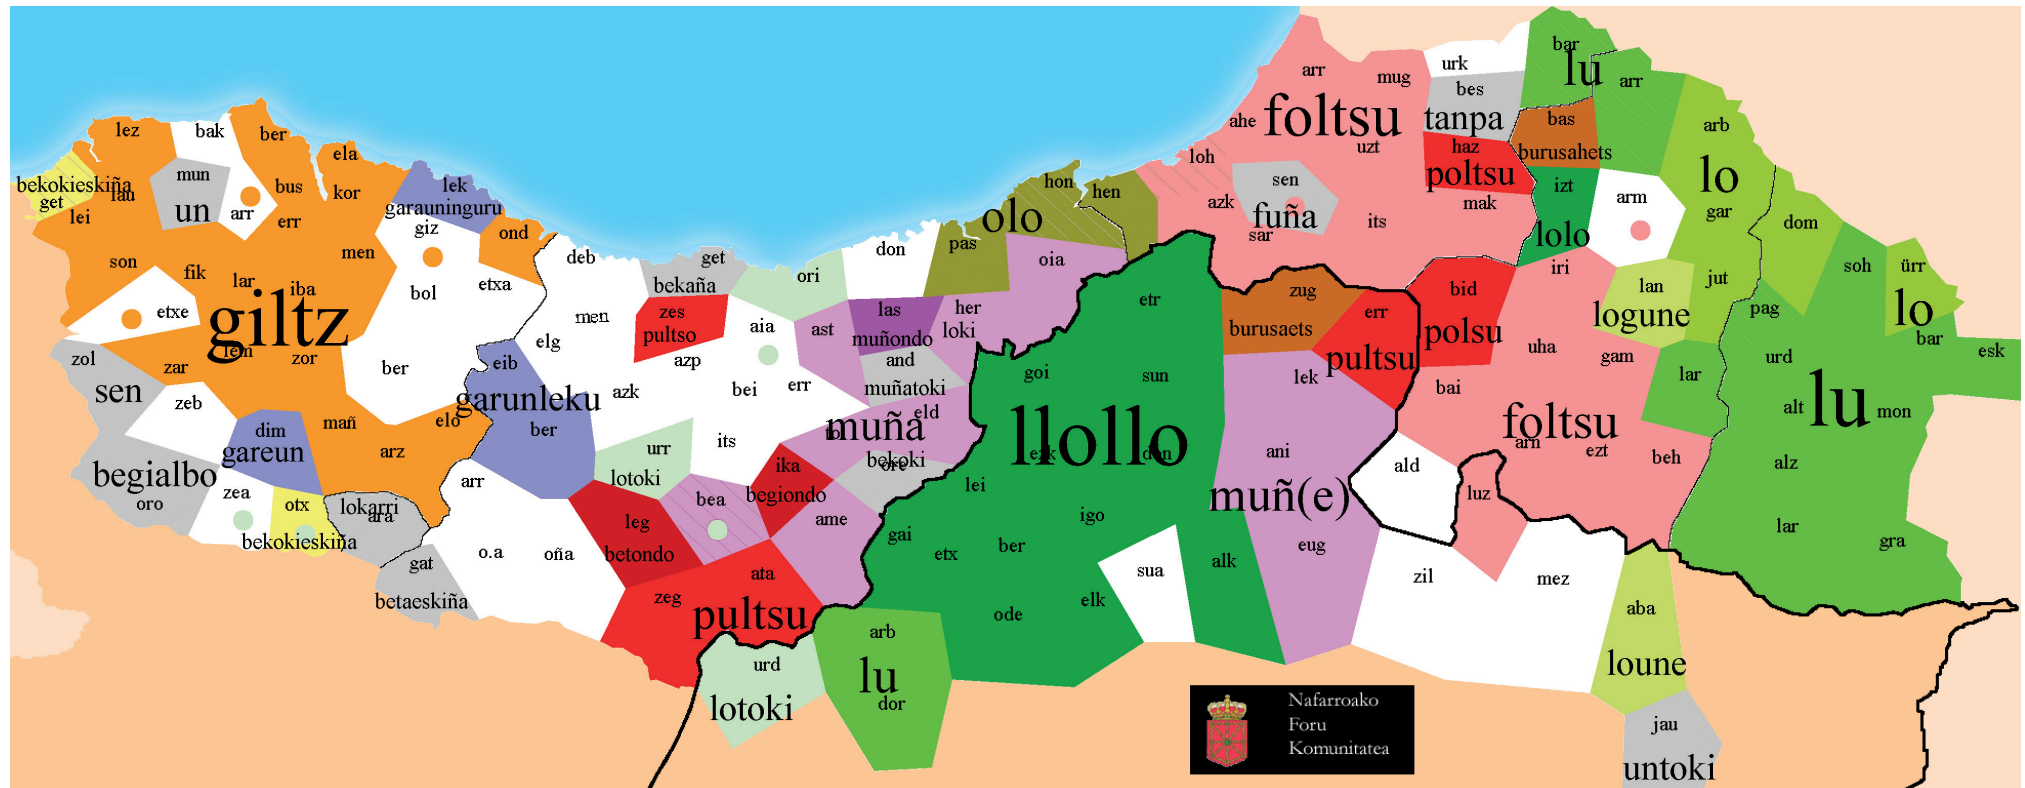 lez
bak
ber
ela
bekokieskiña
get
lau
lei
mun
un
arr
bus
err
kor
lek
garauninguru
giz
ond
men
son
fik
lar
iba
etxe
giltz
lem
zor
zar
bol
etxa
ber
zol
sen
zeb
dim
gareun
mañ
elo
arz
begialbo
oro
zea
otx
bekokieskiña
lokarri
ara
gat
betaeskiña
arr
o.a
oña
eib
garunleku
ber
deb
men
elg
azk
get
bekaña
zes
pultso
azp
aia
bei
err
its
urr
lotoki
ori
don
las
muñondo
ast
and
muñatoki
her
loki
eld
muña
bekoki
ore
ika
begiondo
bea
ame
leg
betondo
ata
zeg
pultsu
pas
olo
hon
hen
oia
urd
lotoki
arb
lu
dor
etr
goi
sun
llollo
lei
igo
gai
etx
ber
ode
elk
sua
alk
zug
burusaets
err
pultsu
lek
ani
muñ(e)
eug
ald
luz
zil
mez
aba
loune
jau
untoki
arr
mug
ahe
foltsu
uzt
loh
azk
sen
fuña
sar
its
urk
bes
tanpa
haz
poltsu
mak
bid
polsu
bar
lu
arr
bas
burusahets
izt
lolo
arm
iri
lan
logune
uha
gam
bai
foltsu
arn
ezt
beh
lar
arb
lo
gar
jut
dom
soh
ürr
pag
lo
bar
esk
urd
alt
lu
mon
alz
lar
gra
Nafarroako
Foru
Komunitatea